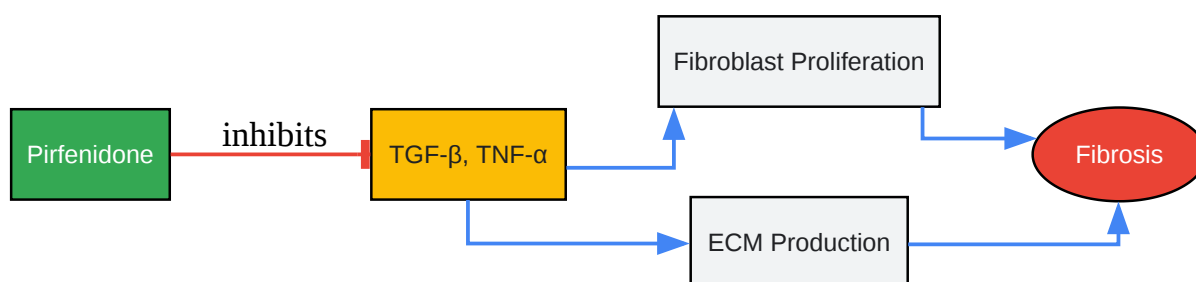 Fibroblast Proliferation
Pirfenidone
inhibits
TGF-β, TNF-α
Fibrosis
ECM Production